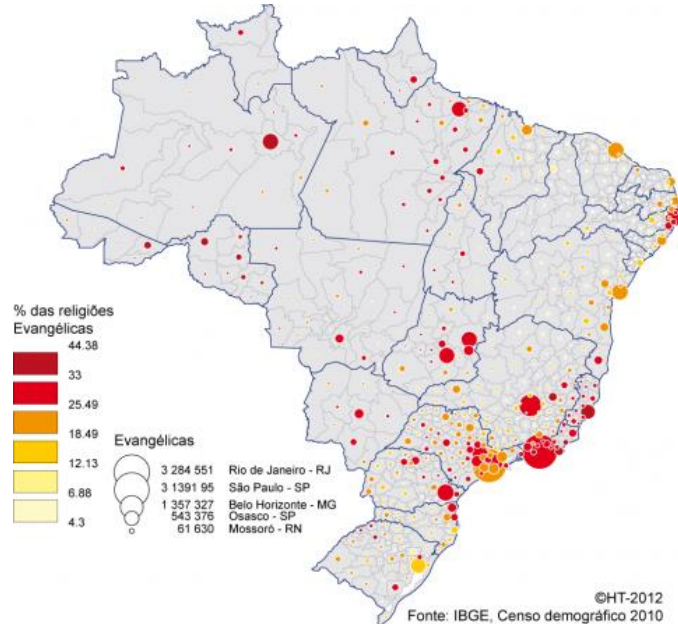 % das religiões
Evangélicas
44.38
33
25.49
18.49
12.13
6.88
4.3
Evangélicas
3 284 551 Rio de Janeiro - RJ
3 1391 95 São Paulo - SP
1 357 327 Belo Horizonte - MG
543 376 Osasco - SP
61 630 Mossoró - RN
©HT-2012
Fonte: IBGE, Censo demográfico 2010